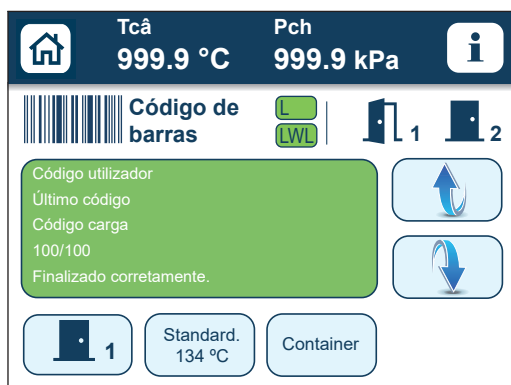 Tcâ
999.9 °C
Pch
999.9 kPa
i
Código de
barras
L
LWL
1
2
Código utilizador
Último código
Código carga
100/100
Finalizado corretamente.
1
Standard.
134 ºC
Container